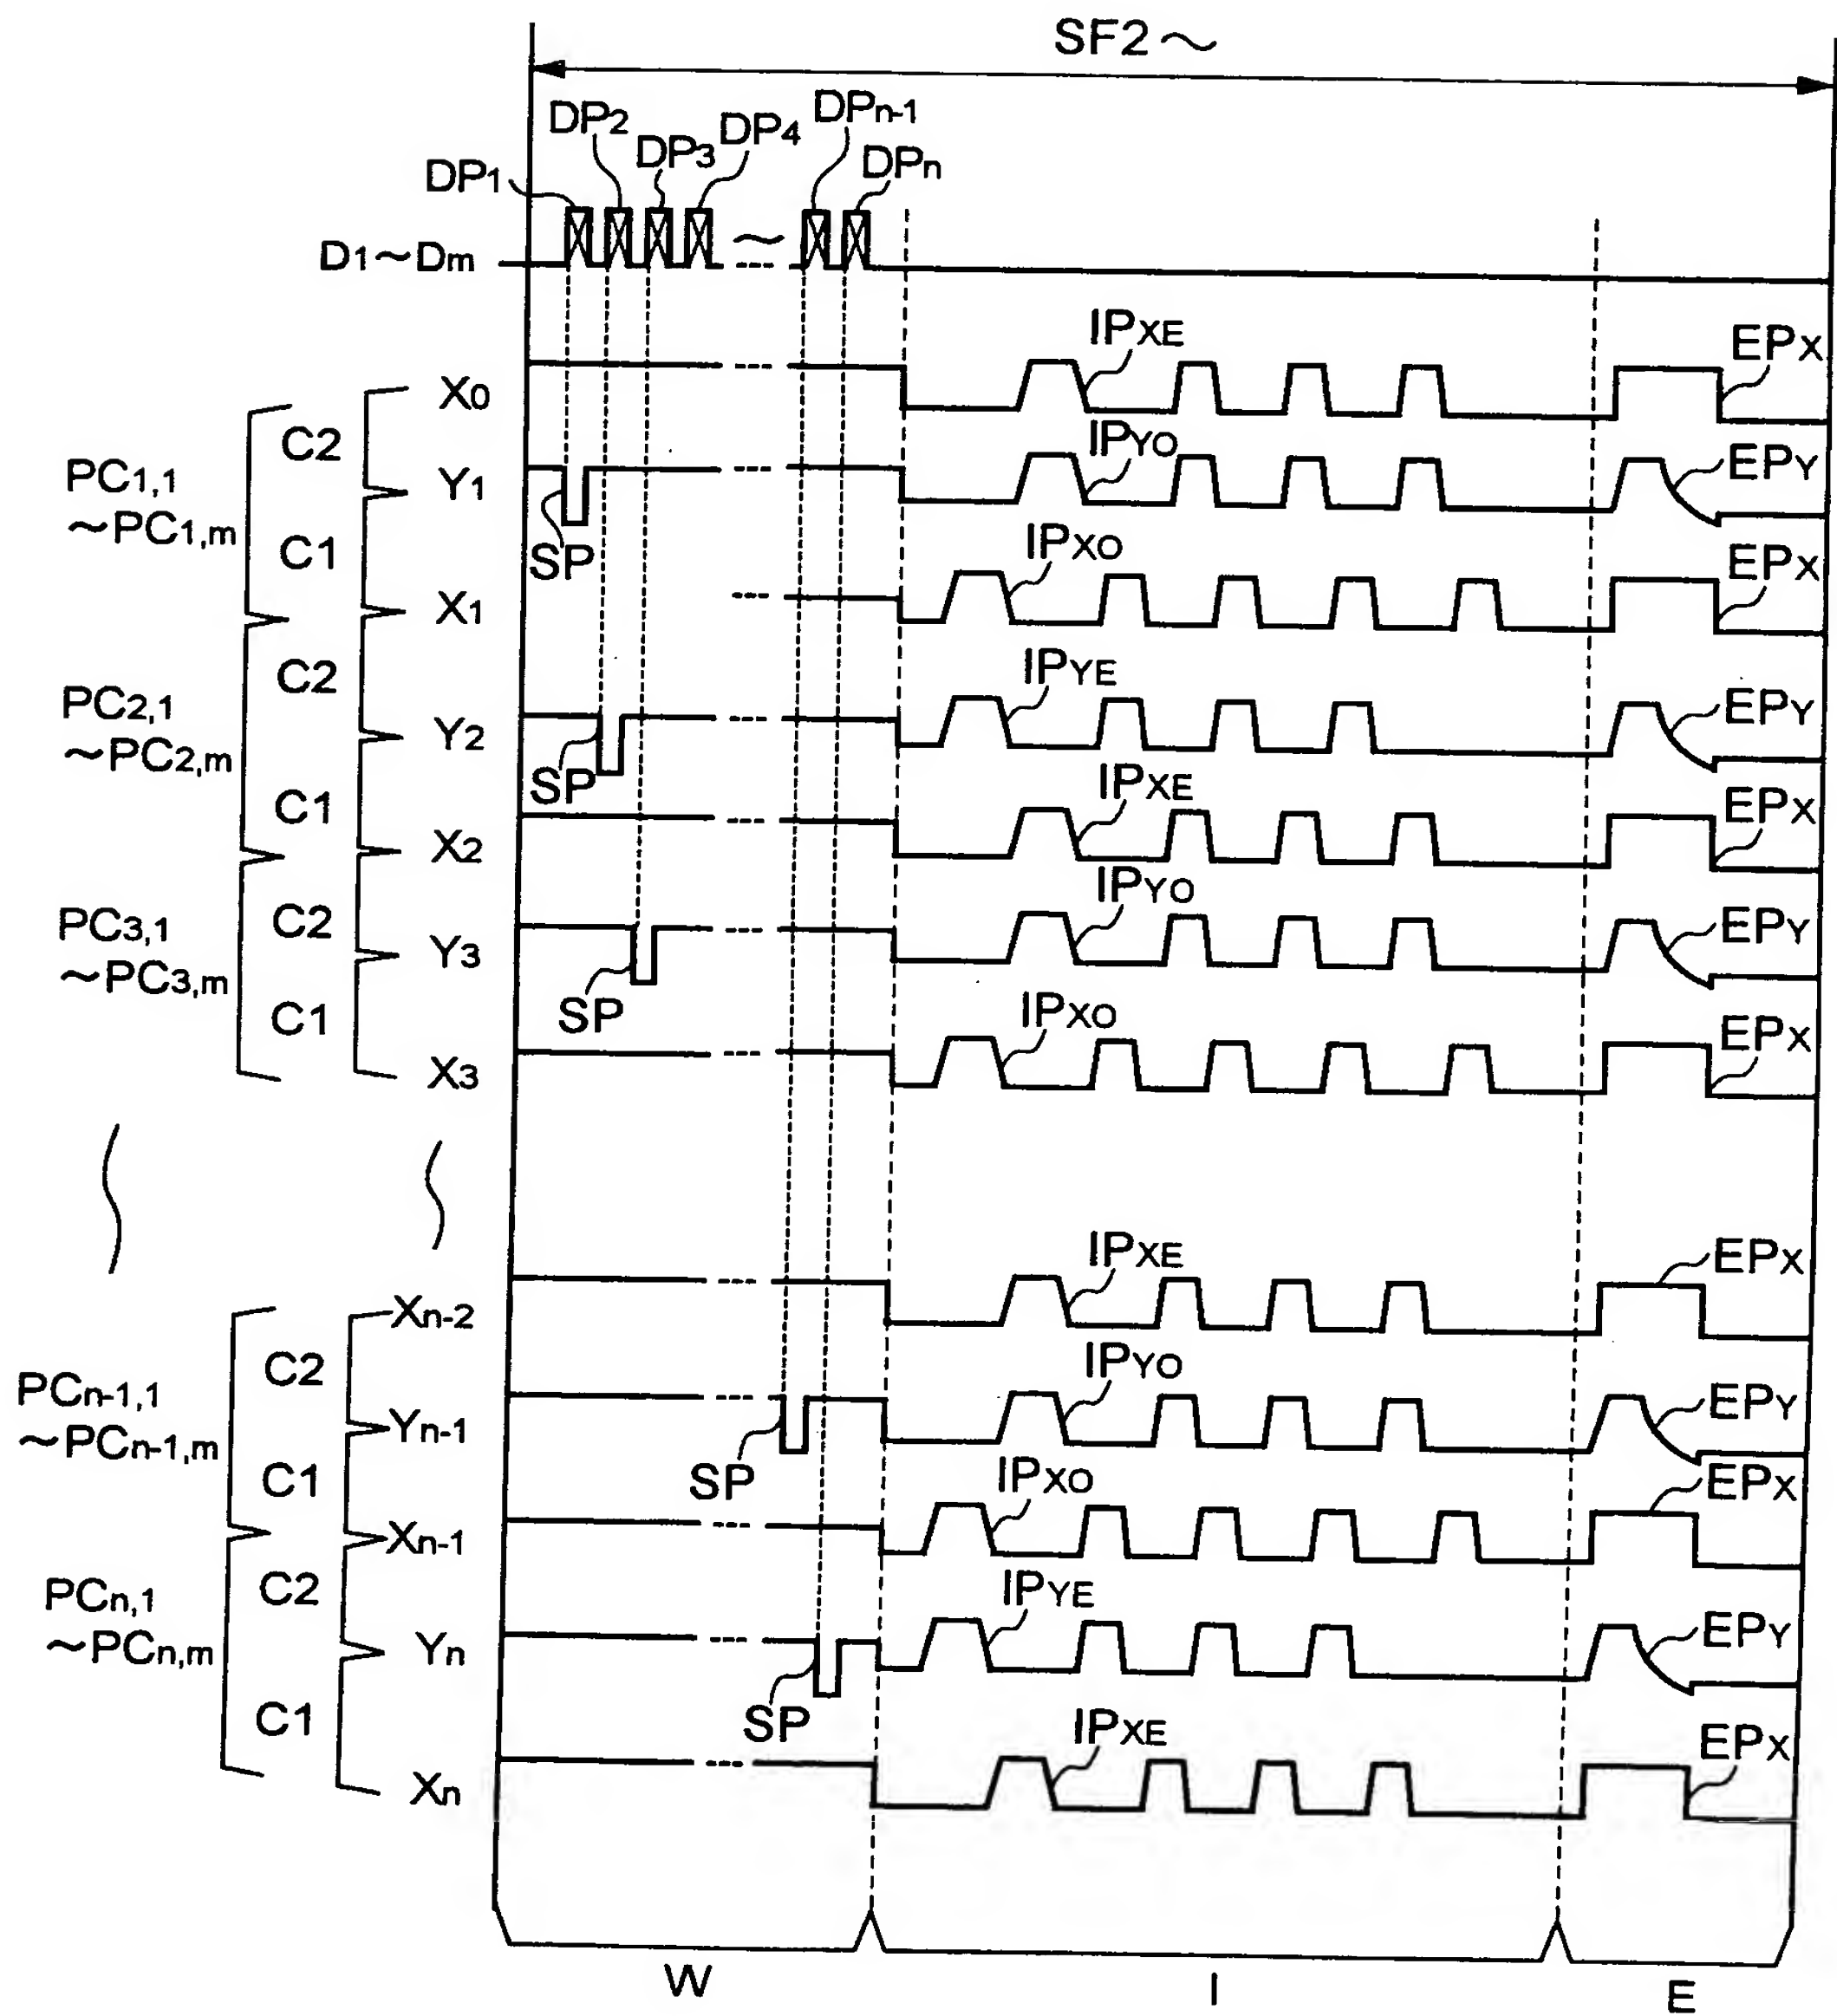 SF2～
DP1 DP2 DP3 DP4 DPn-1 DPn
D1～Dm
X0 IPXE EPX
C2
PC1,1
～PC1,m
Y1 SP IPYO EPY
C1
X1 IPXO EPX
C2
PC2,1
～PC2,m
Y2 SP IPYE EPY
C1
X2 IPXE EPX
C2
PC3,1
～PC3,m
Y3 SP IPYO EPY
C1
X3 IPXO EPX
Xn-2 IPXE EPX
C2
PCn-1,1
～PCn-1,m
Yn-1 SP IPYO EPY
C1
Xn-1 IPXO EPX
C2
PCn,1
～PCn,m
Yn SP IPYE EPY
C1
Xn IPXE EPX
W I E